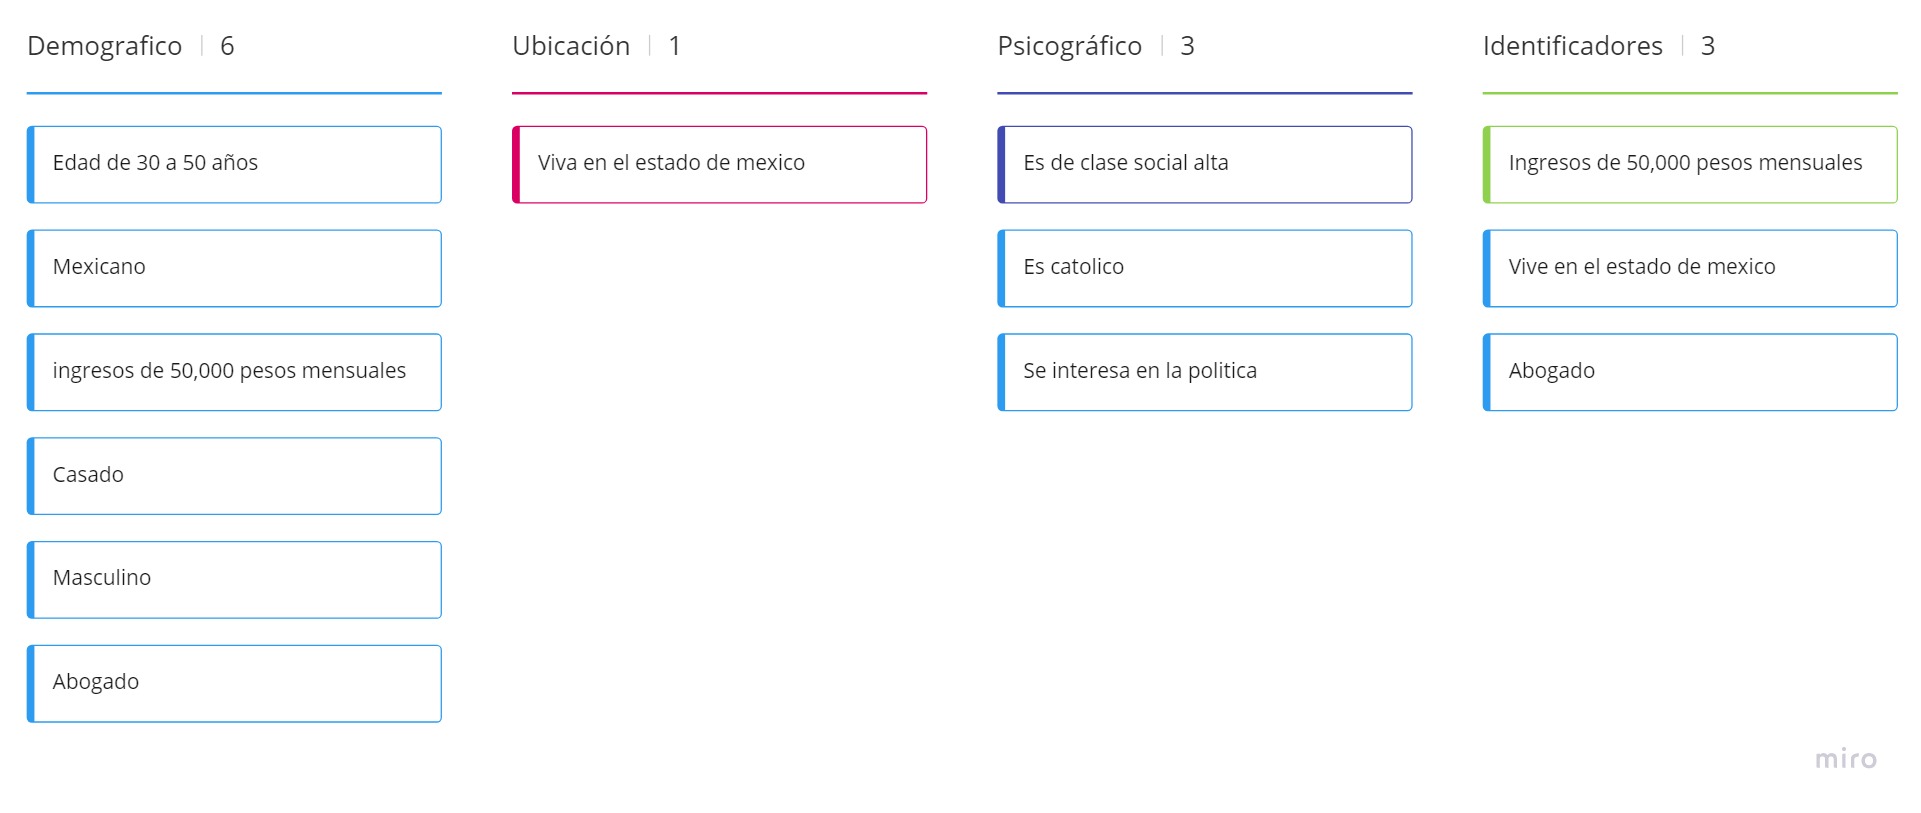 Demografico | 6
Edad de 30 a 50 años
Mexicano
ingresos de 50,000 pesos mensuales
Casado
Masculino
Abogado
Ubicación | 1
Viva en el estado de mexico
Psicográfico | 3
Es de clase social alta
Es catolico
Se interesa en la politica
Identificadores | 3
Ingresos de 50,000 pesos mensuales
Vive en el estado de mexico
Abogado
miro